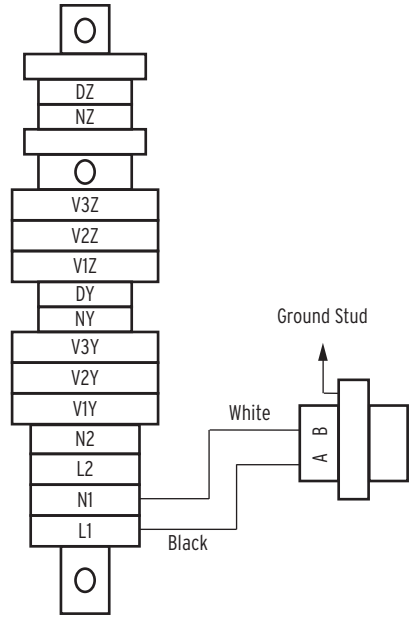 DZ
NZ
V3Z
V2Z
V1Z
DY
NY
V3Y
V2Y
V1Y
N2
L2
N1
L1
Ground Stud
White
Black
B
A